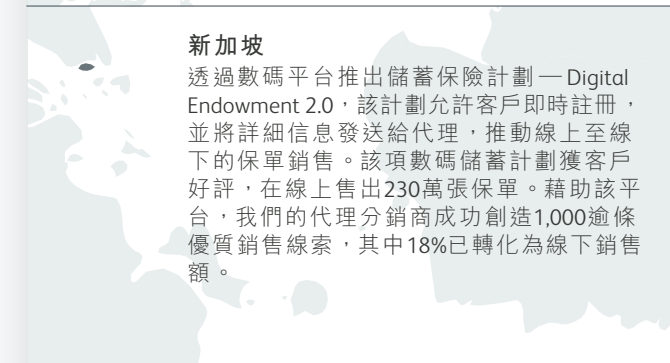 新加坡
透過數碼平台推出儲蓄保險計劃 — Digital
Endowment 2.0，該計劃允許客戶即時註冊，
並將詳細信息發送給代理，推動線上至線
下的保單銷售。該項數碼儲蓄計劃獲客戶
好評，在線上售出230萬張保單。藉助該平
台，我們的代理分銷商成功創造1,000逾條
優質銷售線索，其中18%已轉化為線下銷售
額。